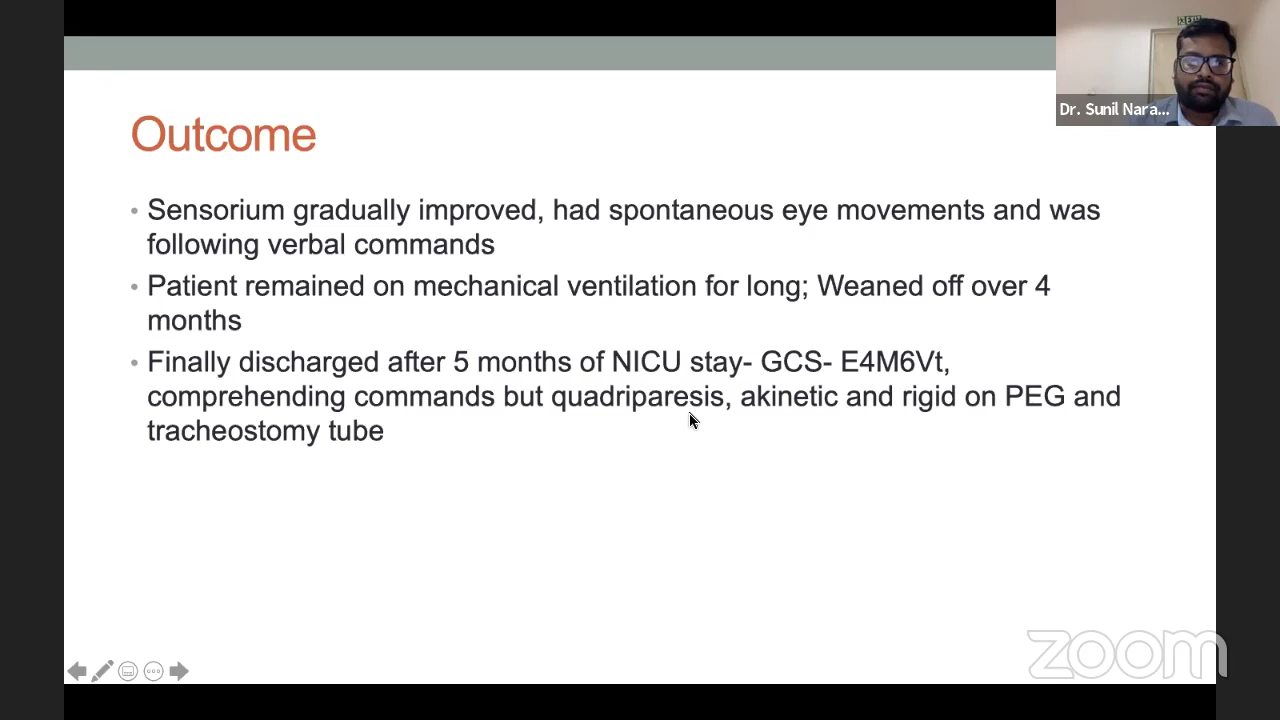 EXIT
Dr. Sunil Nara...
Outcome
• Sensorium gradually improved, had spontaneous eye movements and was
following verbal commands
• Patient remained on mechanical ventilation for long; Weaned off over 4
months
• Finally discharged after 5 months of NICU stay- GCS- E4M6Vt,
comprehending commands but quadriparesis, akinetic and rigid on PEG and
tracheostomy tube
zoom